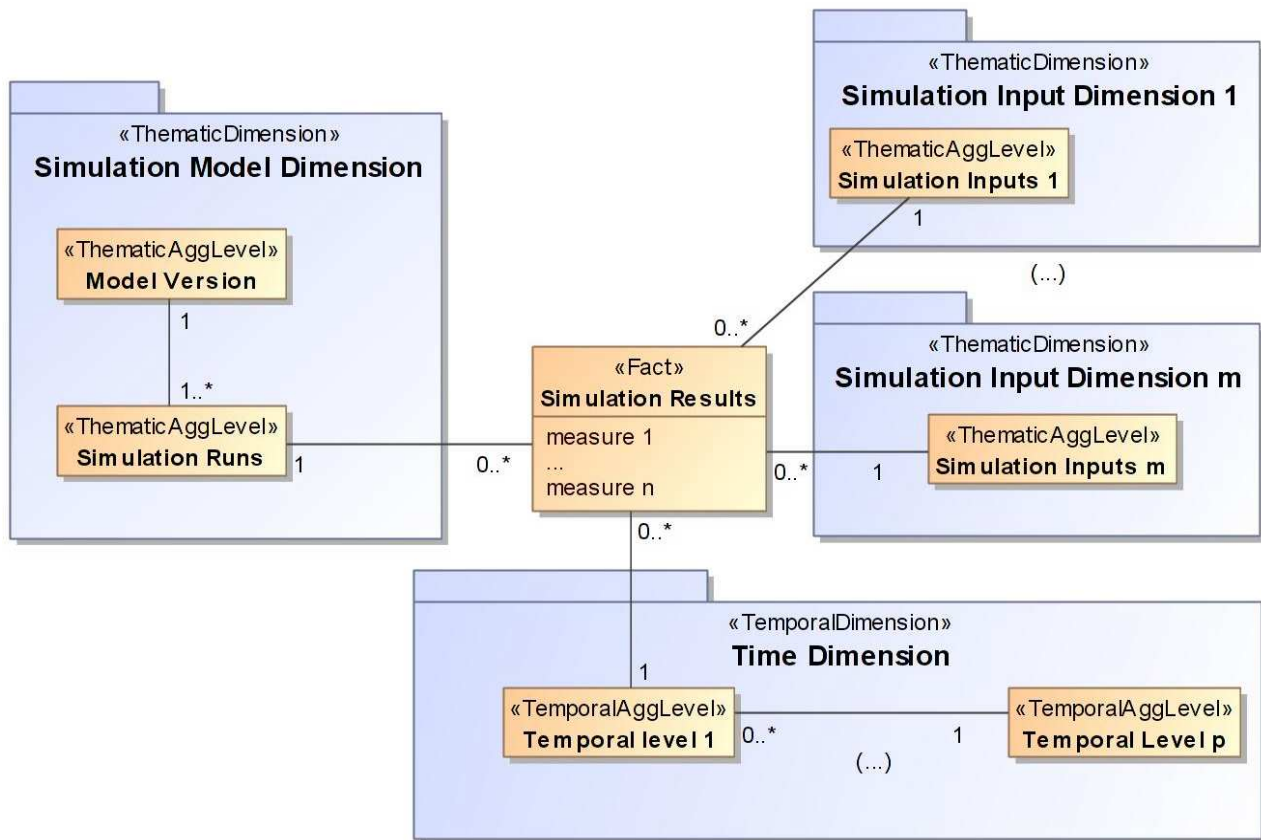 «ThematicDimension»
Simulation Model Dimension
«ThematicAggLevel»
Model Version
1
1..*
«ThematicAggLevel»
Simulation Runs
1
0..*
«Fact»
Simulation Results
measure 1
...
measure n
«ThematicDimension»
Simulation Input Dimension 1
«ThematicAggLevel»
Simulation Inputs 1
1
0..*
(...)
«ThematicDimension»
Simulation Input Dimension m
«ThematicAggLevel»
Simulation Inputs m
0..*
1
0..*
1
«TemporalDimension»
Time Dimension
«TemporalAggLevel»
Temporal level 1
0..*
(...)
1
«TemporalAggLevel»
Temporal Level p